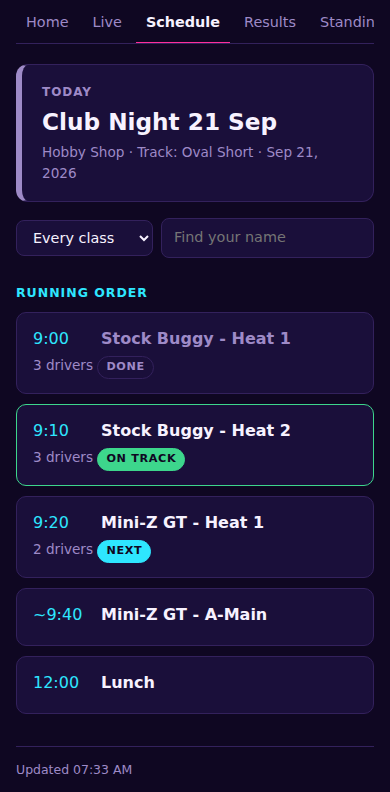 Home Live Schedule Results Standin
TODAY
Club Night 21 Sep
Hobby Shop · Track: Oval Short · Sep 21,
2026
Every class Find your name
RUNNING ORDER
9:00 Stock Buggy - Heat 1
3 drivers DONE
9:10 Stock Buggy - Heat 2
3 drivers ON TRACK
9:20 Mini-Z GT - Heat 1
2 drivers NEXT
~9:40 Mini-Z GT - A-Main
12:00 Lunch
Updated 07:33 AM